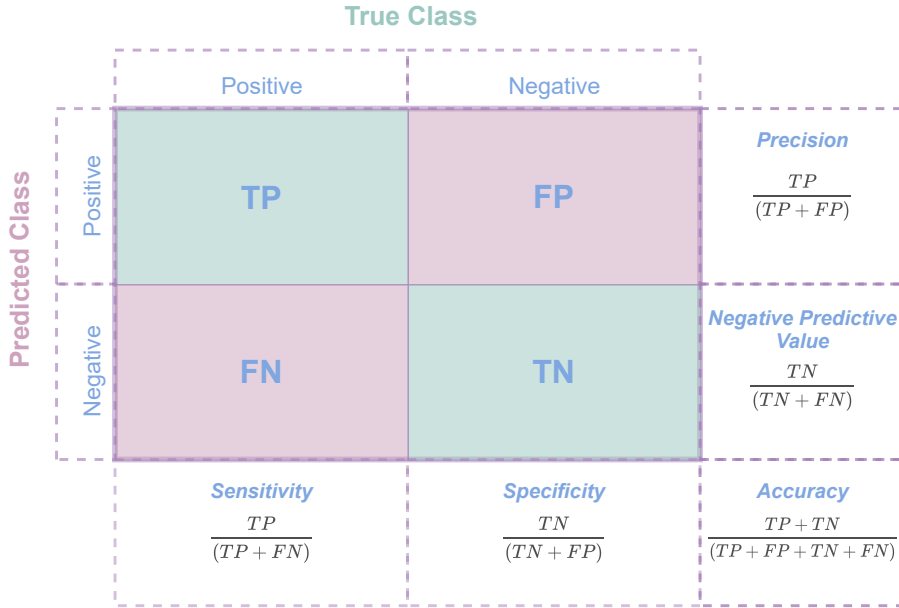 True Class
Positive
Negative
Predicted Class
Positive
TP
FP
Precision
TP
(TP + FP)
Negative
FN
TN
Negative Predictive
Value
TN
(TN + FN)
Sensitivity
TP
(TP + FN)
Specificity
TN
(TN + FP)
Accuracy
TP + TN
(TP + FP + TN + FN)